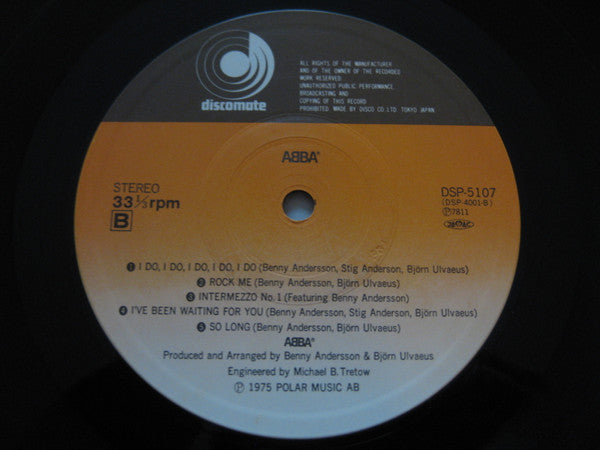 discomate
ALL RIGHTS OF THE MANUFACTURER
AND OF THE OWNER OF THE RECORDED
WORK RESERVED
UNAUTHORIZED PUBLIC PERFORMANCE
BROADCASTING AND
COPYING OF THIS RECORD
PROHIBITED. MADE BY DISCO CO.LTD. TOKYO JAPAN.
ABBA®
STEREO
33 1/3 rpm
B
DSP-5107
(DSP-4001-B)
Ⓟ7811
❶ I DO, I DO, I DO, I DO, I DO (Benny Andersson, Stig Anderson, Björn Ulvaeus)
❷ ROCK ME (Benny Andersson, Björn Ulvaeus)
❸ INTERMEZZO No.1 (Featuring Benny Andersson)
❹ I'VE BEEN WAITING FOR YOU (Benny Andersson, Stig Anderson, Björn Ulvaeus)
❺ SO LONG (Benny Andersson, Björn Ulvaeus)
ABBA®
Produced and Arranged by Benny Andersson & Björn Ulvaeus
Engineered by Michael B. Tretow
Ⓟ 1975 POLAR MUSIC AB